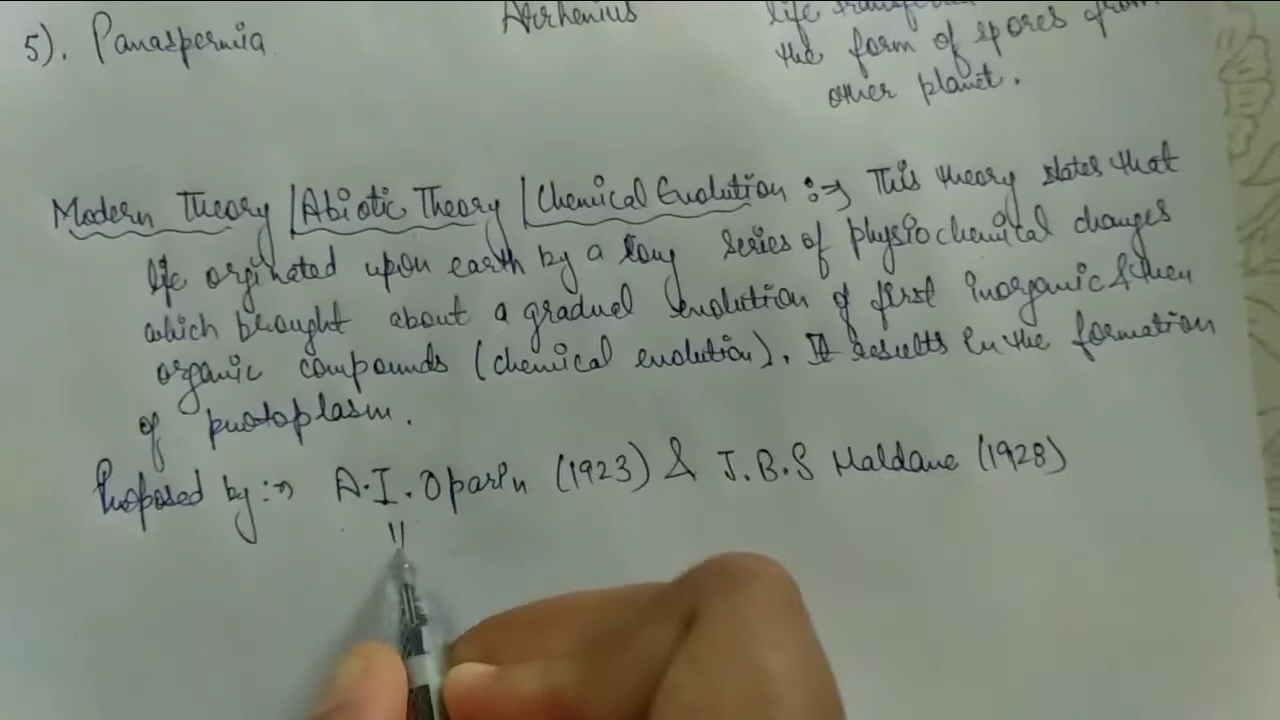 5). Panaspermia
Arrhenius
life
the form of spores from
other planet.
Modern Theory | Abiotic Theory | Chemical Evolution :→ This theory states that
life orginated upon earth by a long series of physiochemical changes
which brought about a gradual evolution of first inorganic & then
organic compounds (chemical evolution). It results in the formation
of protoplasm.
Proposed by :→ A.I. Oparin (1923) & J.B.S Haldane (1928)